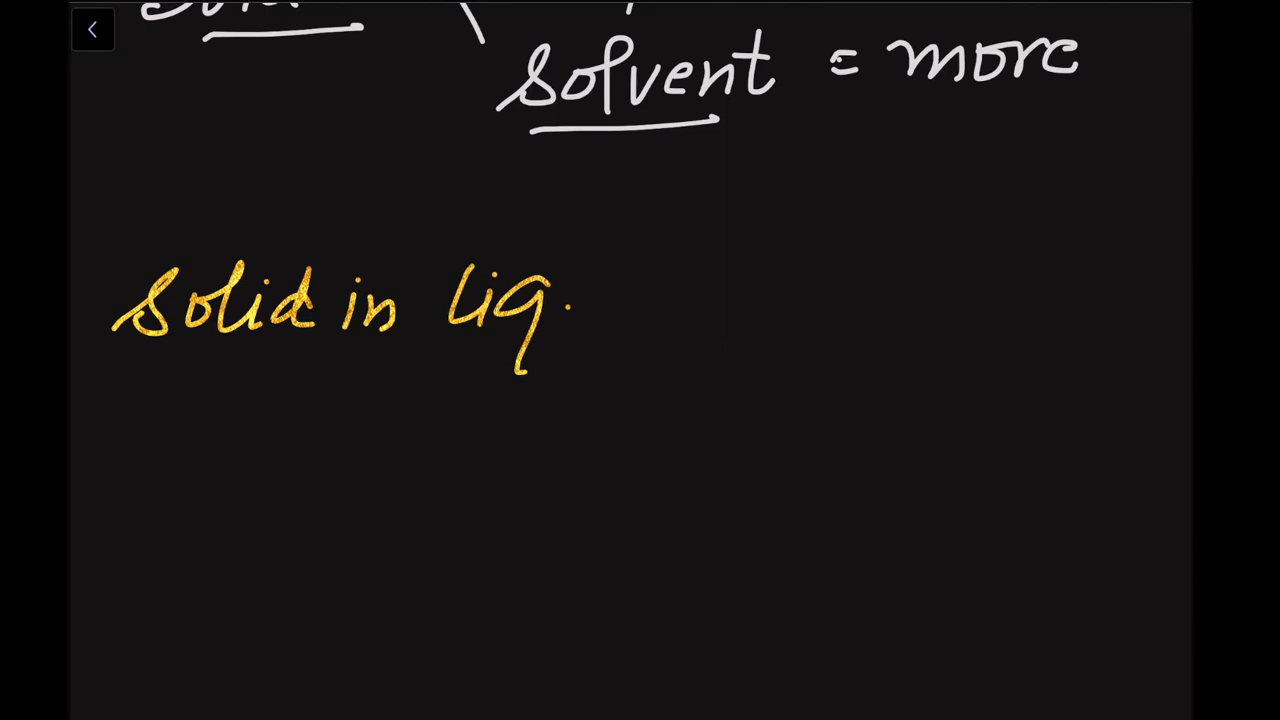 solvent = more
solid in liq.